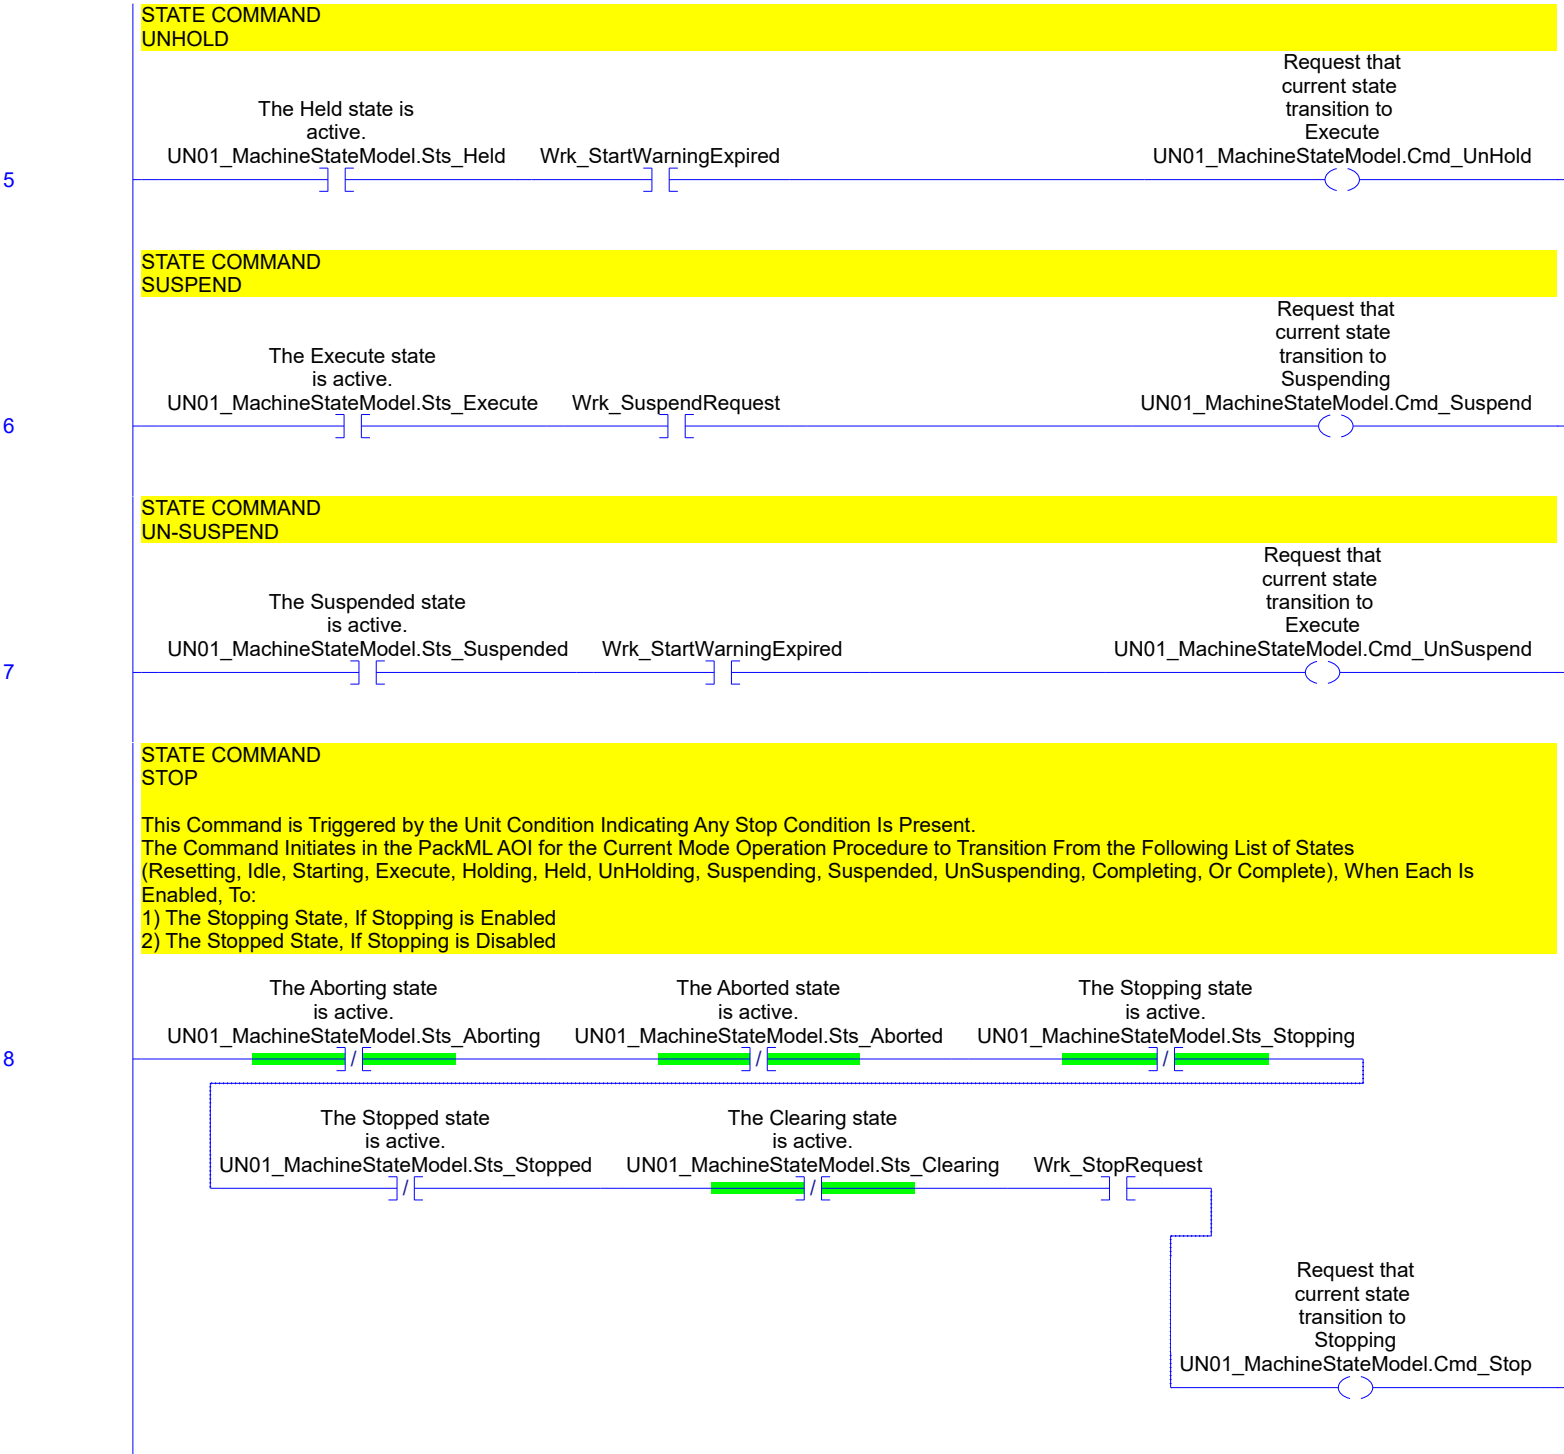 STATE COMMAND
UNHOLD
Request that
current state
transition to
Execute
The Held state is
active.
UN01_MachineStateModel.Sts_Held Wrk_StartWarningExpired UN01_MachineStateModel.Cmd_UnHold
5
STATE COMMAND
SUSPEND
Request that
current state
transition to
Suspending
The Execute state
is active.
UN01_MachineStateModel.Sts_Execute Wrk_SuspendRequest UN01_MachineStateModel.Cmd_Suspend
6
STATE COMMAND
UN-SUSPEND
Request that
current state
transition to
Execute
The Suspended state
is active.
UN01_MachineStateModel.Sts_Suspended Wrk_StartWarningExpired UN01_MachineStateModel.Cmd_UnSuspend
7
STATE COMMAND
STOP
This Command is Triggered by the Unit Condition Indicating Any Stop Condition Is Present.
The Command Initiates in the PackML AOI for the Current Mode Operation Procedure to Transition From the Following List of States
(Resetting, Idle, Starting, Execute, Holding, Held, UnHolding, Suspending, Suspended, UnSuspending, Completing, Or Complete), When Each Is
Enabled, To:
1) The Stopping State, If Stopping is Enabled
2) The Stopped State, If Stopping is Disabled
The Aborting state
is active.
UN01_MachineStateModel.Sts_Aborting
The Aborted state
is active.
UN01_MachineStateModel.Sts_Aborted
The Stopping state
is active.
UN01_MachineStateModel.Sts_Stopping
8
The Stopped state
is active.
UN01_MachineStateModel.Sts_Stopped
The Clearing state
is active.
UN01_MachineStateModel.Sts_Clearing
Wrk_StopRequest
Request that
current state
transition to
Stopping
UN01_MachineStateModel.Cmd_Stop